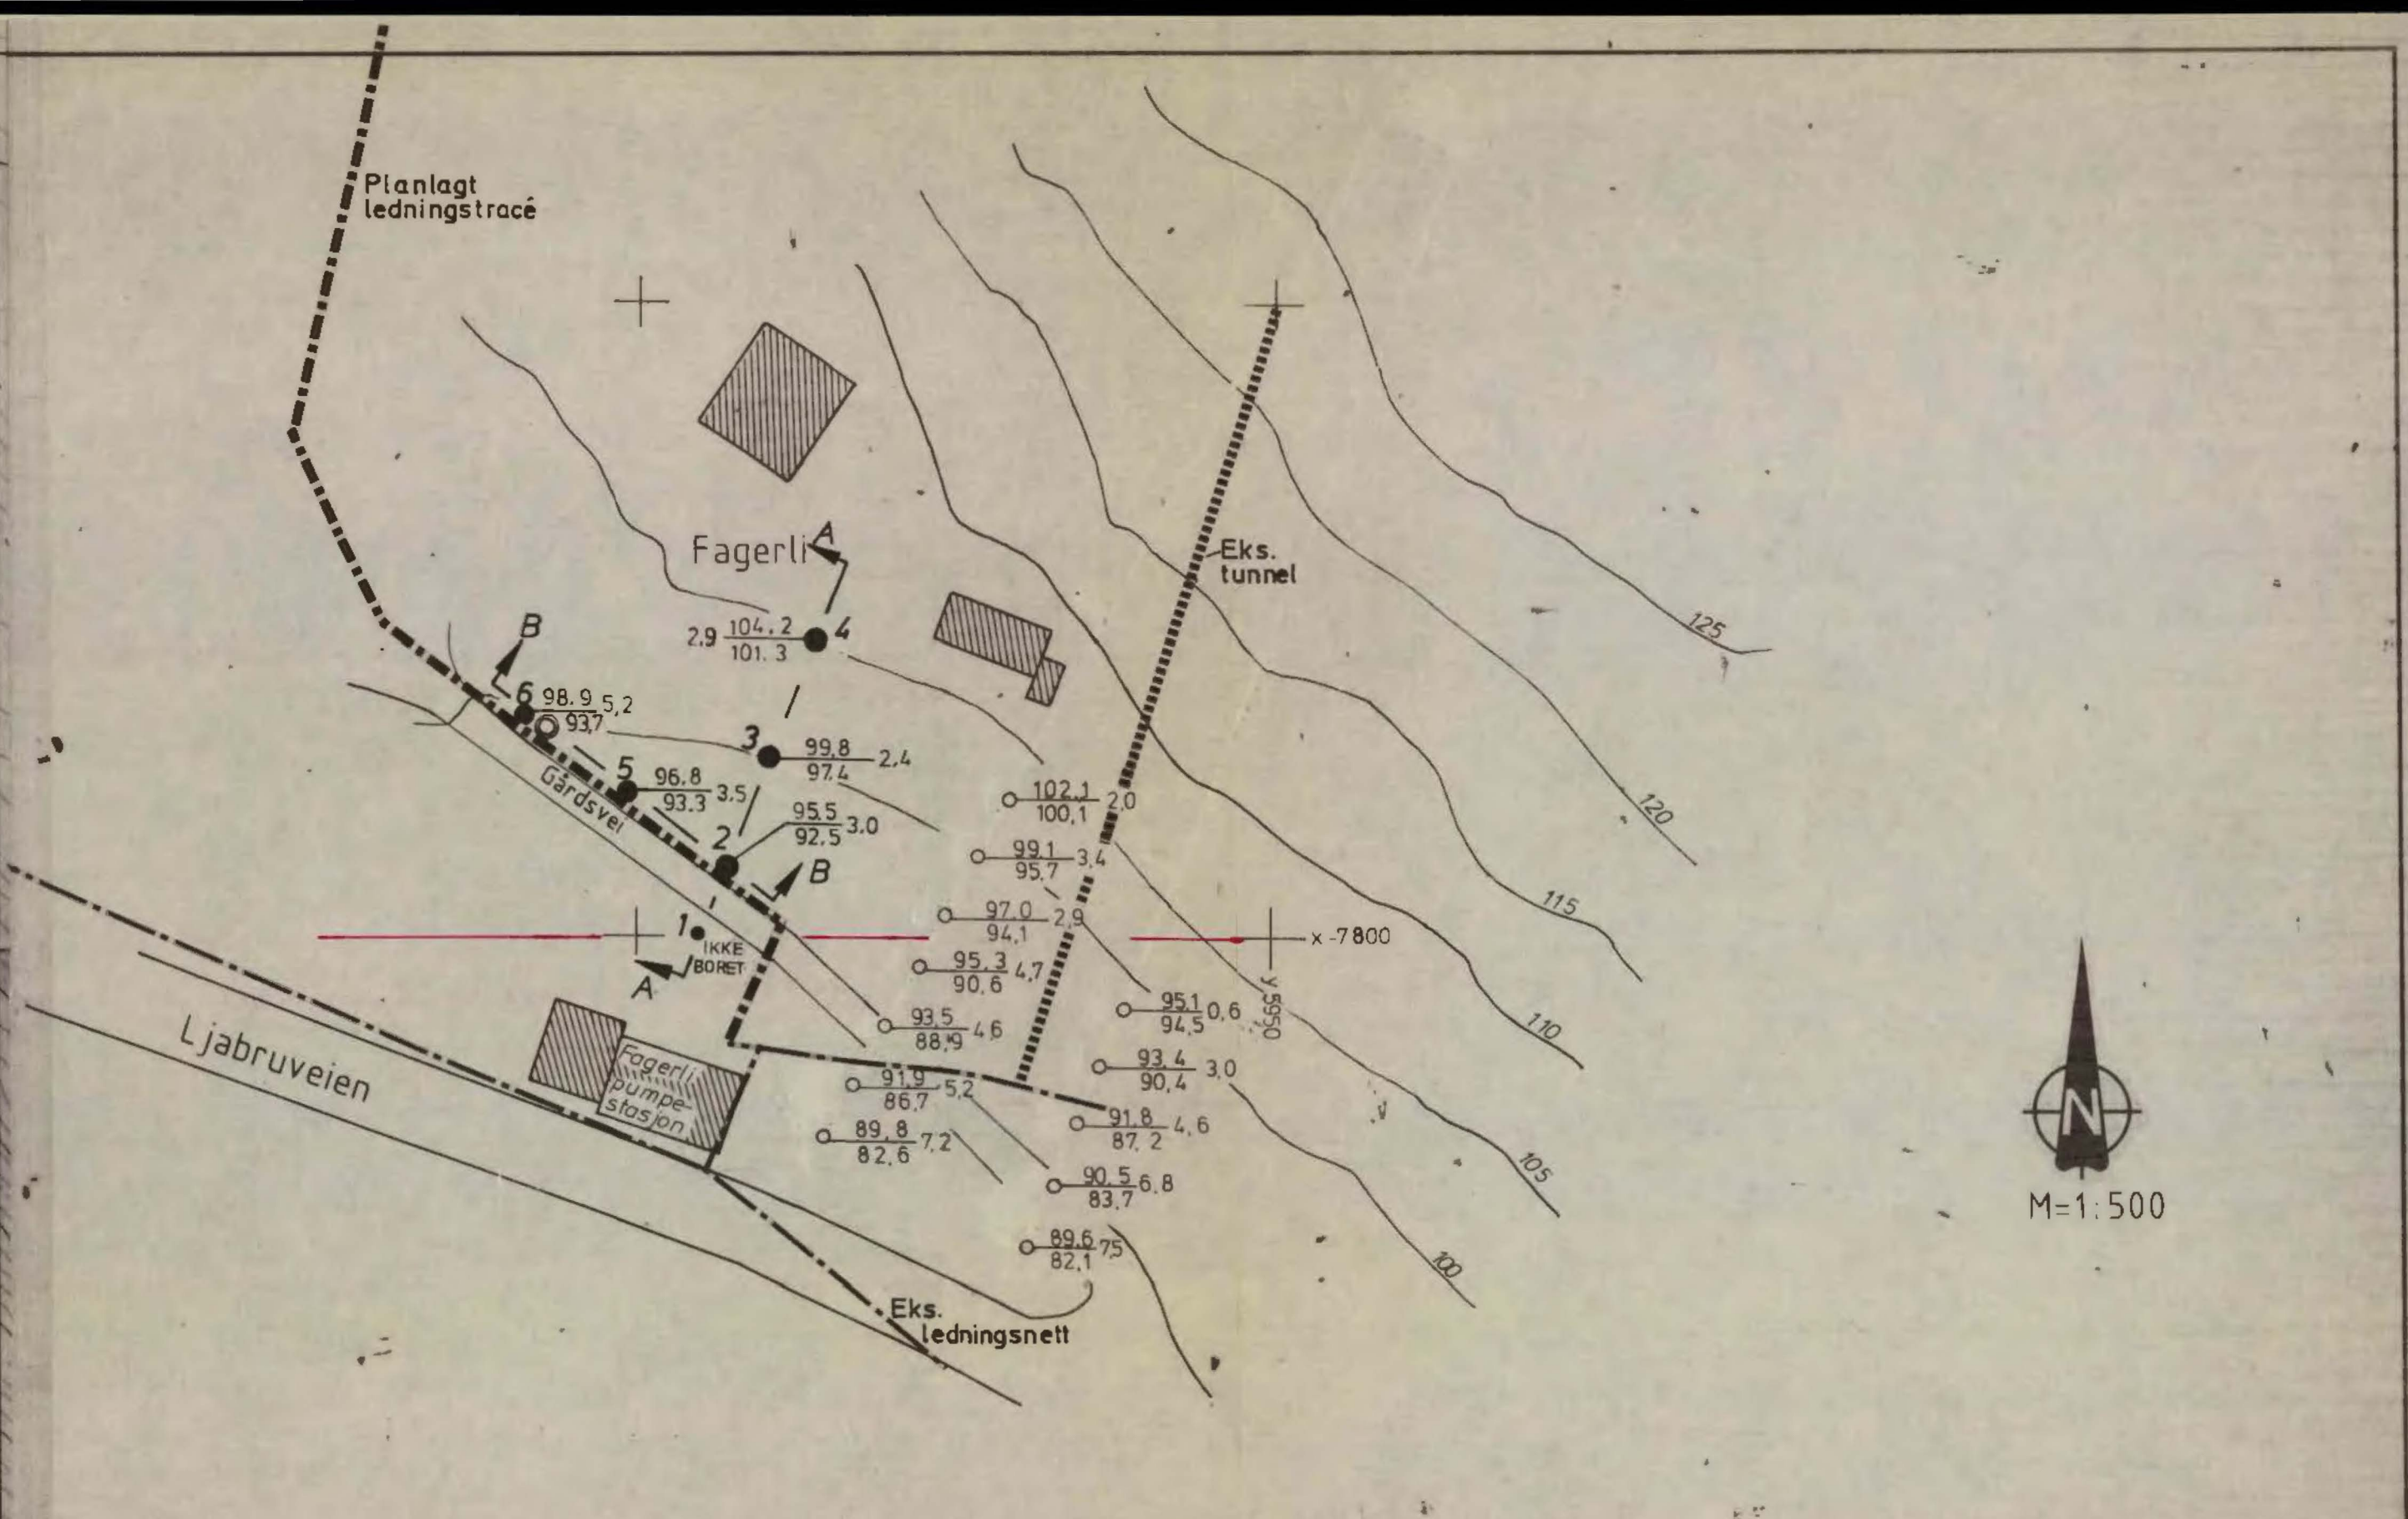 Planlagt
ledningstracé
Fagerli
A
Eks.
tunnel
125
B
2.9 104.2 4
101.3
6 98.9 5,2
93,7
3 99.8 2,4
97.4
5 96.8 3,5
93.3
Gårdsvei
2 95.5 3.0
92.5
B
102,1 2,0
100,1
120
99,1 3,4
95,7
97.0 2,9
94,1
115
1 IKKE
BORET
A
x -7800
y 5950
95,3 4,7
90,6
93,5 4,6
88,9
95,1 0,6
94,5
110
Ljabruveien
Fagerli
pumpe-
stasjon
91,9 5,2
86,7
93,4 3,0
90,4
89,8 7,2
82,6
91,8 4,6
87,2
105
90,5 6,8
83,7
N
M=1:500
89,6 7,5
82,1
100
Eks.
ledningsnett